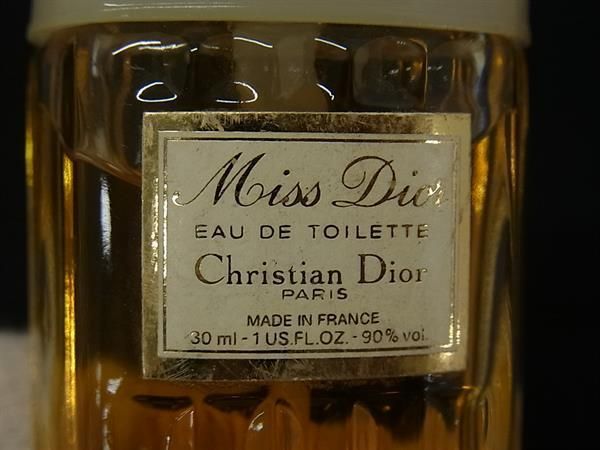 Miss Dior
EAU DE TOILETTE
Christian Dior
PARIS
MADE IN FRANCE
30 ml - 1 US.FL.OZ. - 90% vol.